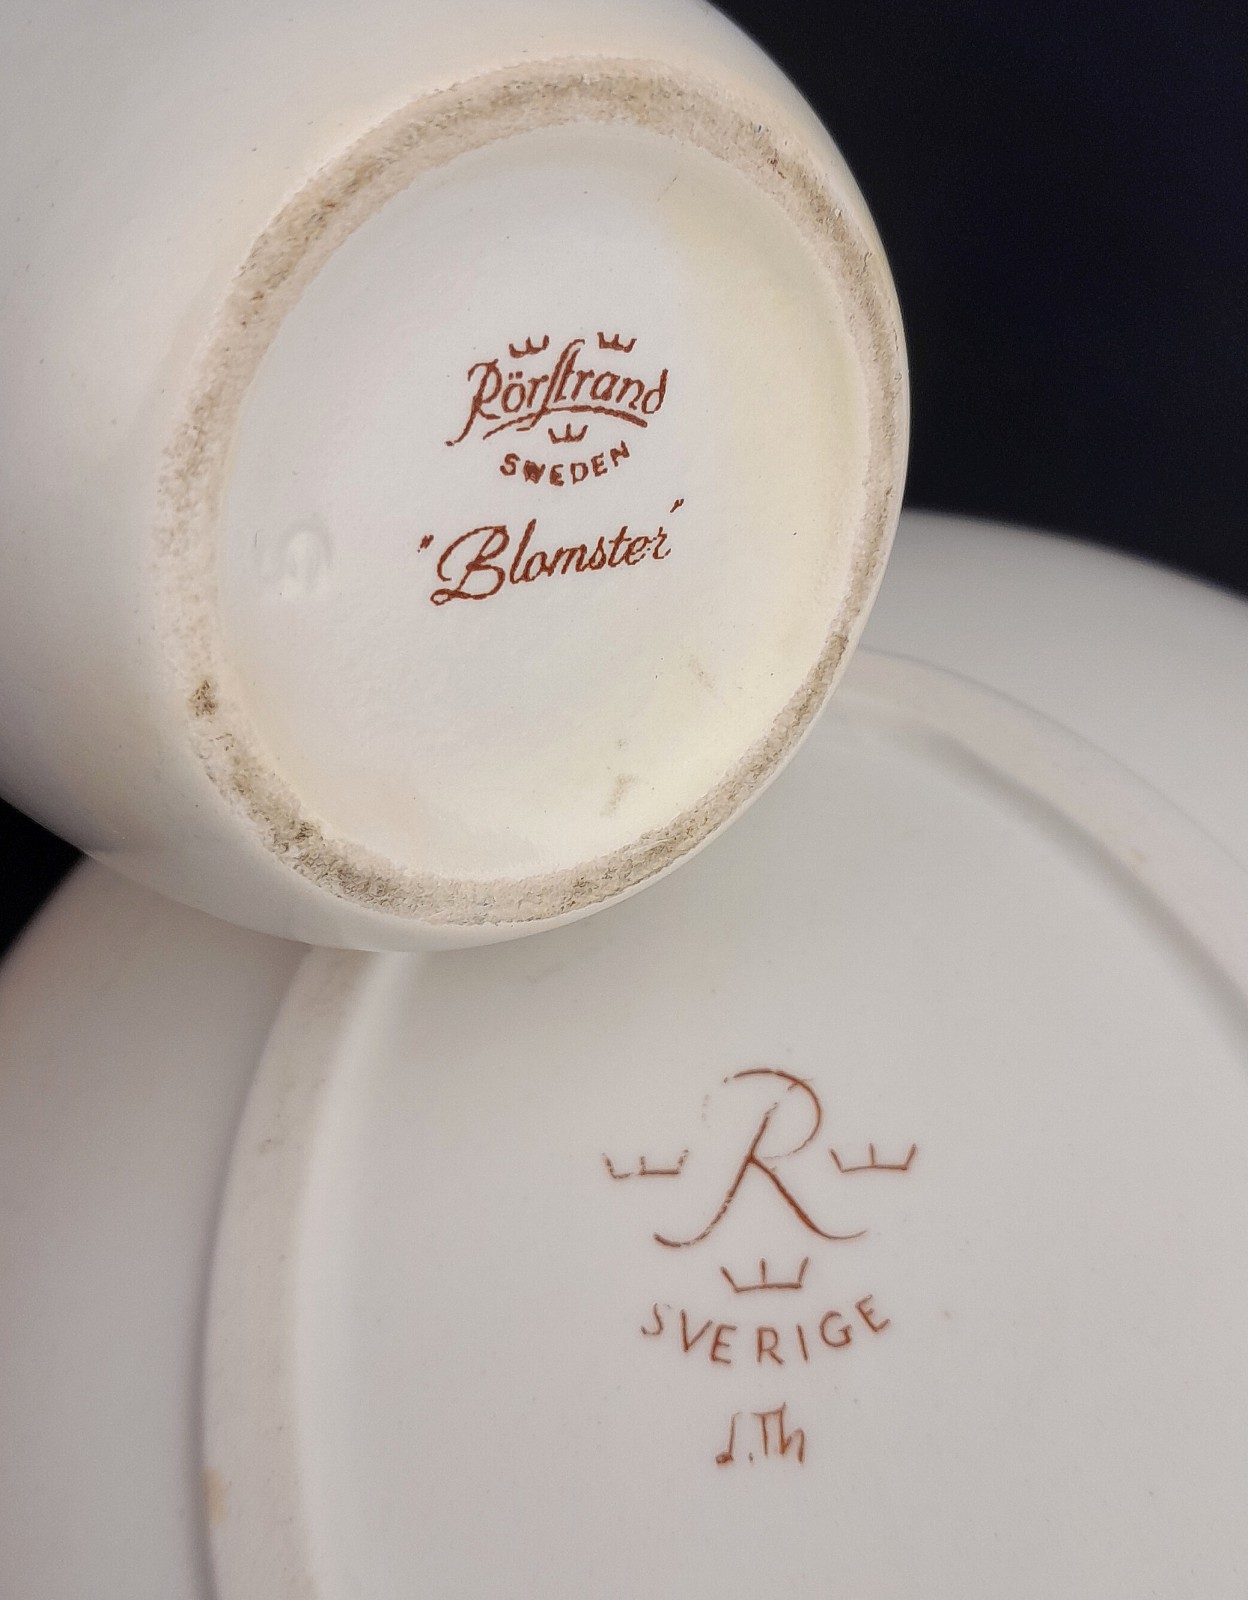 Rörstrand
SWEDEN
"Blomster"
R
SVERIGE
J.Th